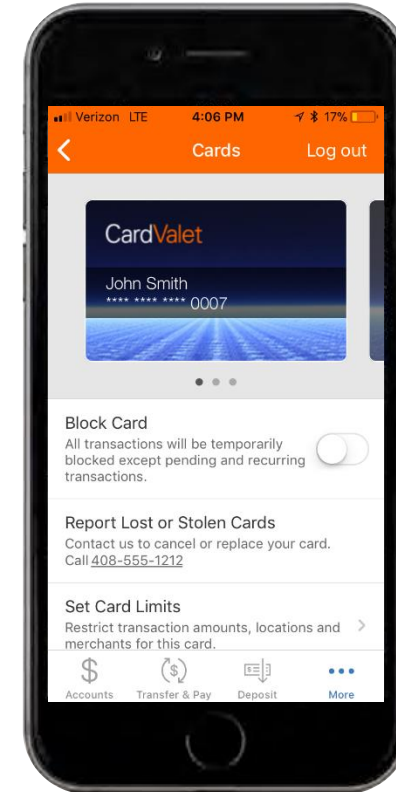 Verizon LTE 4:06 PM 17%
Cards Log out
CardValet
John Smith
**** **** **** 0007
Block Card
All transactions will be temporarily
blocked except pending and recurring
transactions.
Report Lost or Stolen Cards
Contact us to cancel or replace your card.
Call 408-555-1212
Set Card Limits
Restrict transaction amounts, locations and
merchants for this card.
$
Accounts Transfer & Pay Deposit More